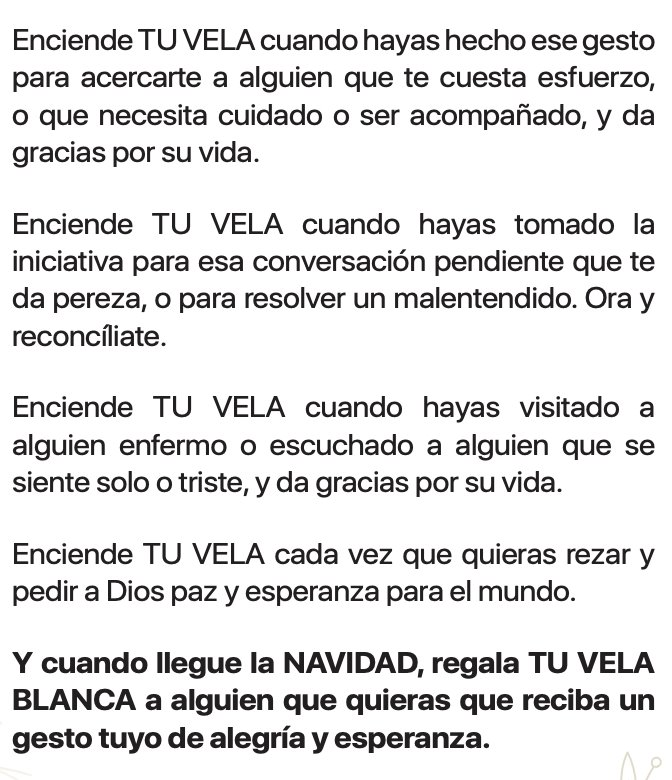 Enciende TU VELA cuando hayas hecho ese gesto
para acercarte a alguien que te cuesta esfuerzo,
o que necesita cuidado o ser acompañado, y da
gracias por su vida.
Enciende TU VELA cuando hayas tomado la
iniciativa para esa conversación pendiente que te
da pereza, o para resolver un malentendido. Ora y
reconcíliate.
Enciende TU VELA cuando hayas visitado a
alguien enfermo o escuchado a alguien que se
siente solo o triste, y da gracias por su vida.
Enciende TU VELA cada vez que quieras rezar y
pedir a Dios paz y esperanza para el mundo.
Y cuando llegue la NAVIDAD, regala TU VELA
BLANCA a alguien que quieras que reciba un
gesto tuyo de alegría y esperanza.